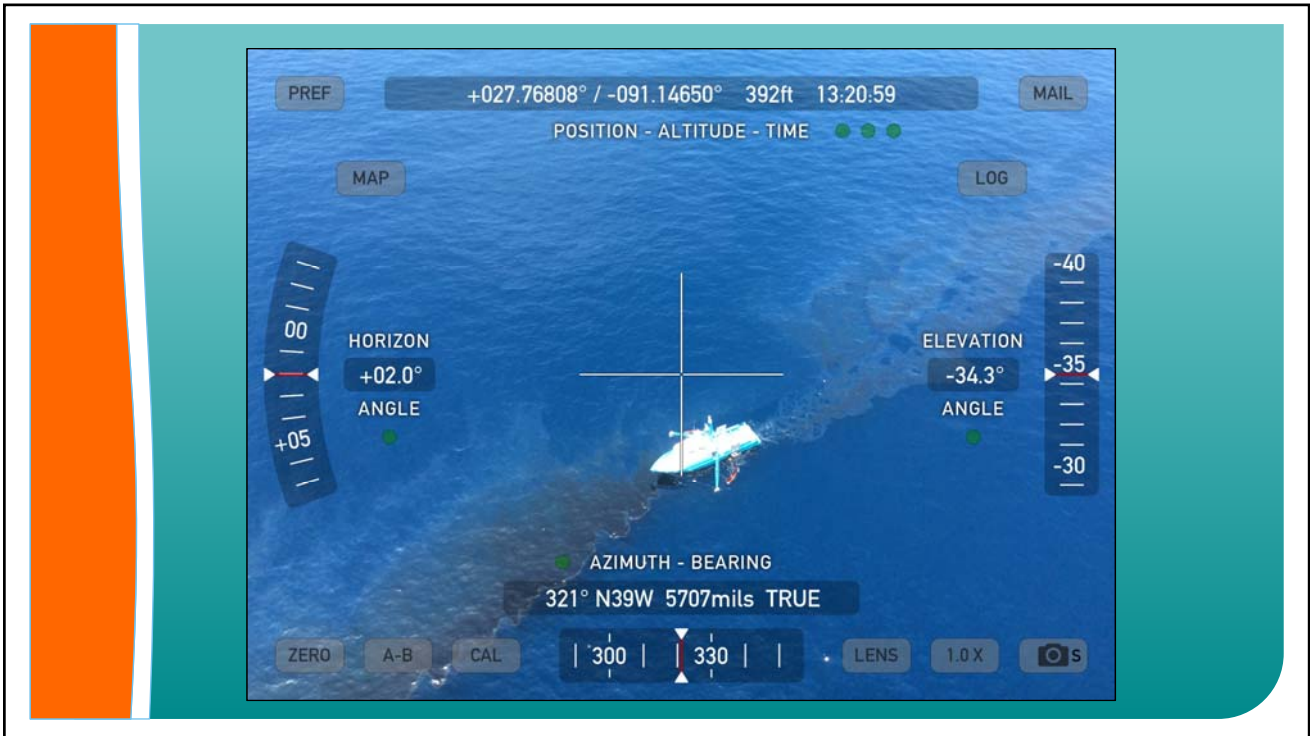 PREF +027.76808° / -091.14650° 392ft 13:20:59 MAIL
POSITION - ALTITUDE - TIME
MAP LOG
-40
00 HORIZON ELEVATION
+02.0° -34.3° -35
ANGLE ANGLE
+05
-30
AZIMUTH - BEARING
321° N39W 5707mils TRUE
ZERO A-B CAL 300 330 LENS 1.0 X S